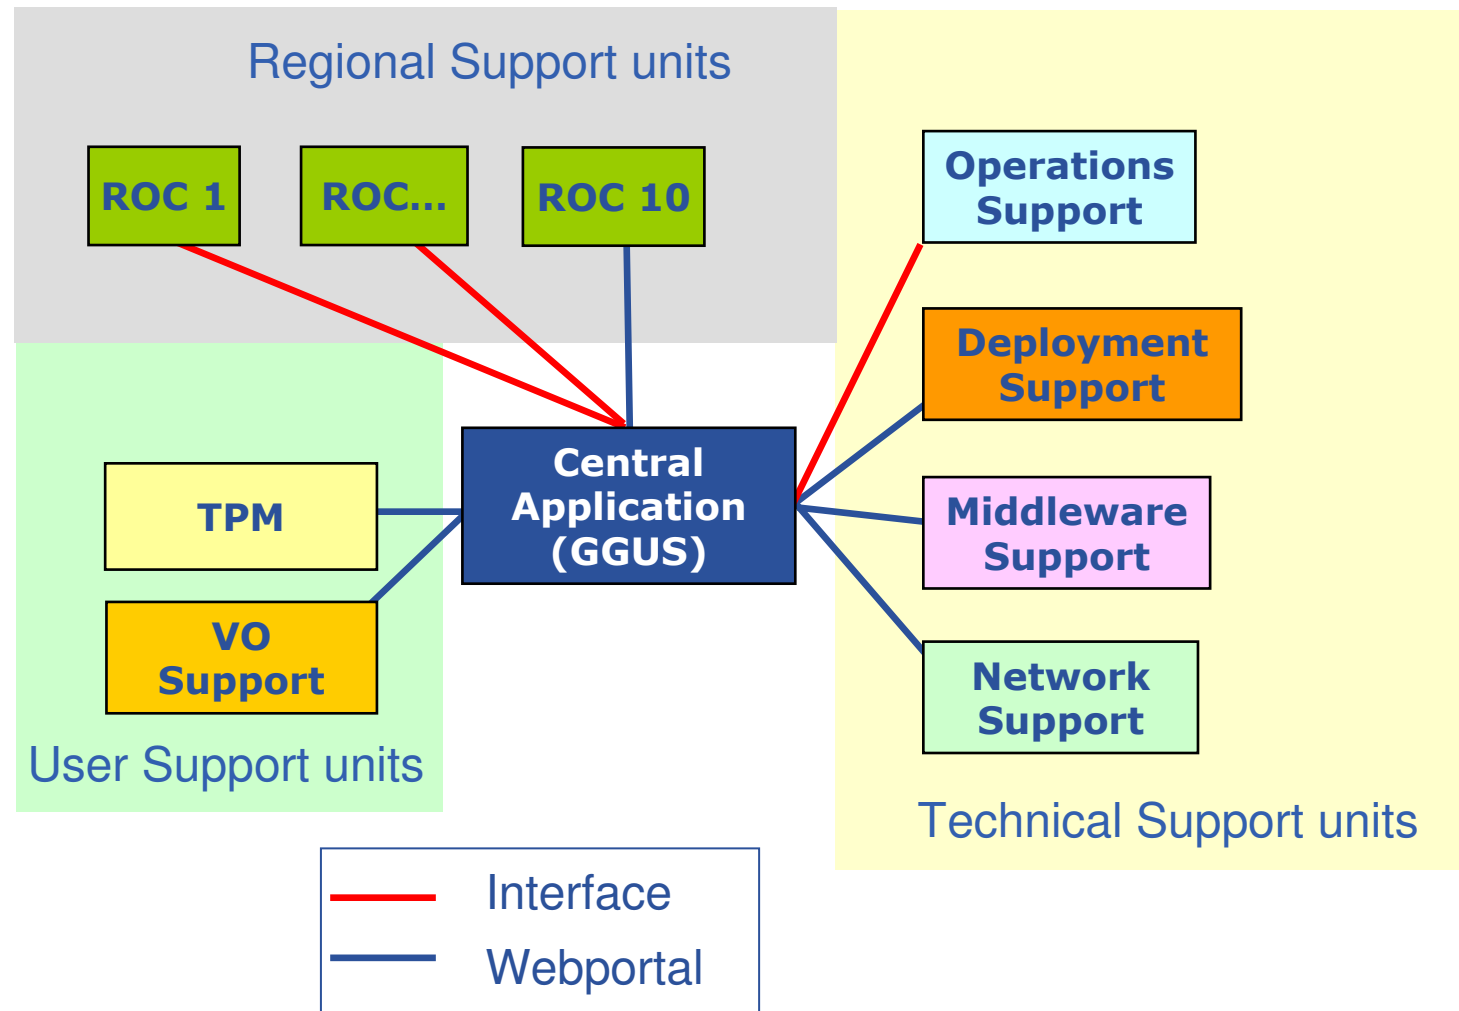 Regional Support units
ROC 1
ROC...
ROC 10
Operations
Support
Deployment
Support
Central
Application
(GGUS)
TPM
Middleware
Support
VO
Support
Network
Support
User Support units
Technical Support units
Interface
Webportal